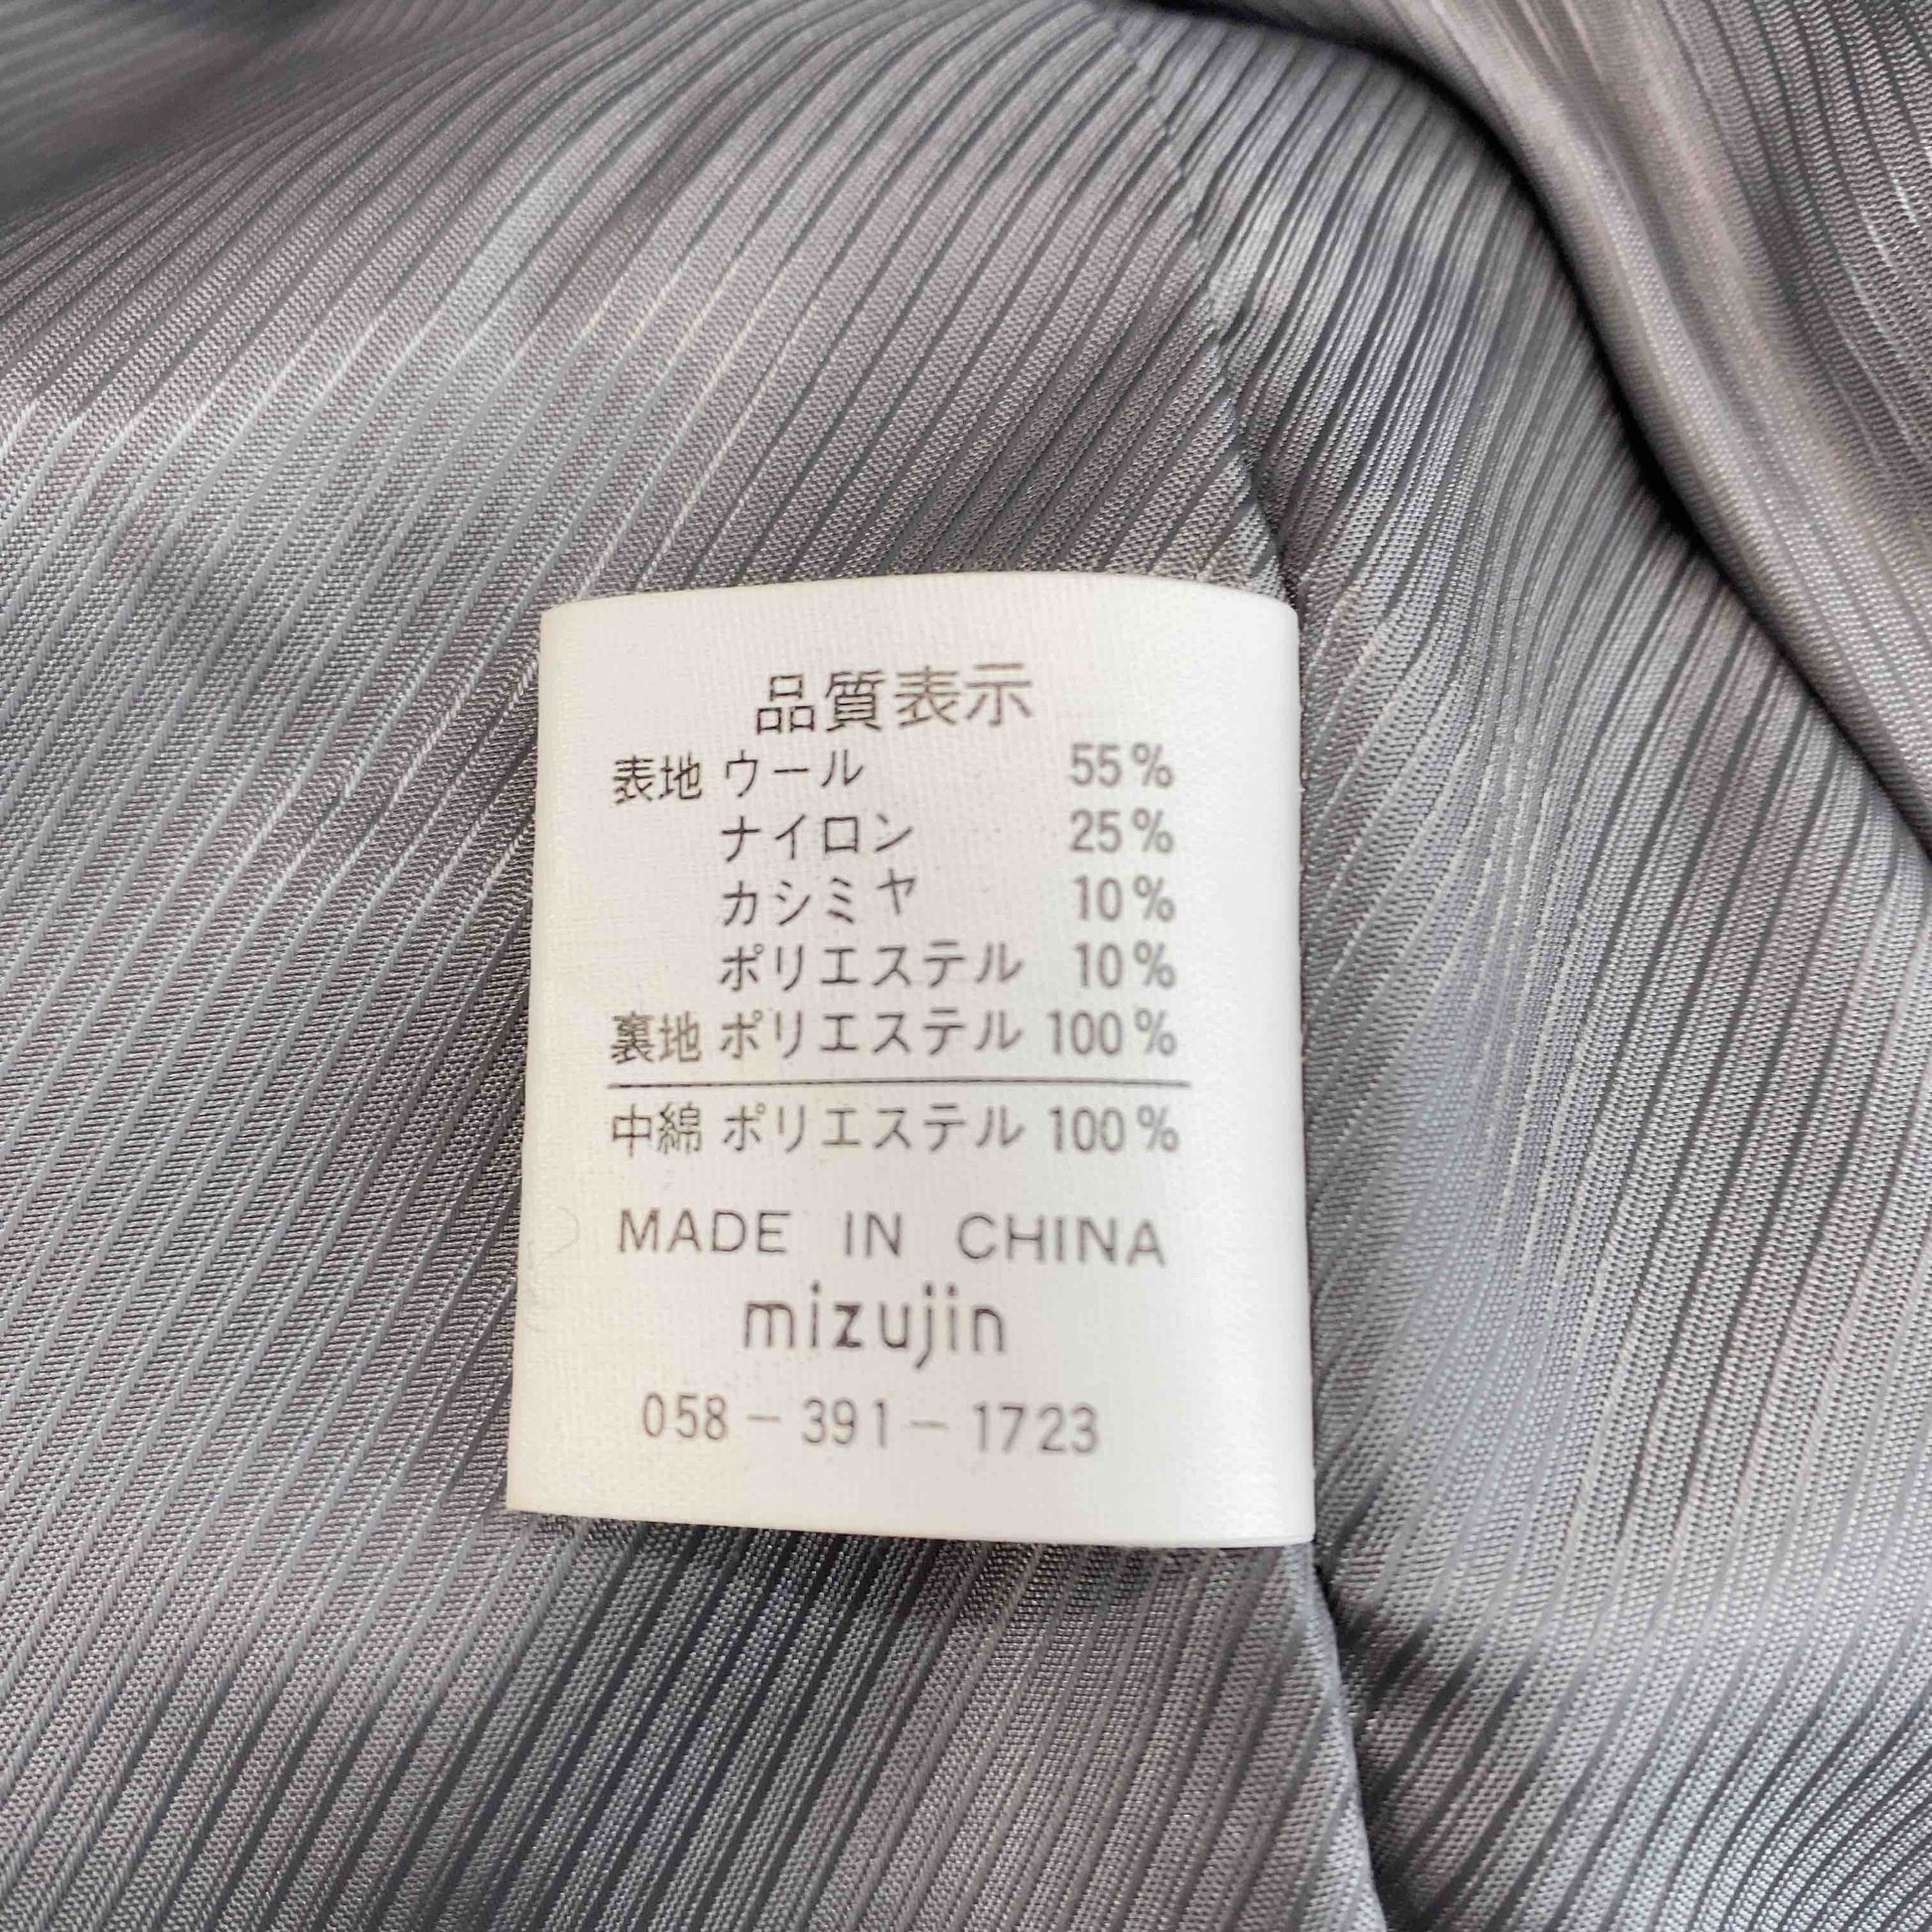 品質表示
表地 ウール 55%
ナイロン 25%
カシミヤ 10%
ポリエステル 10%
裏地 ポリエステル 100%
中綿 ポリエステル 100%
MADE IN CHINA
mizujin
058-391-1723